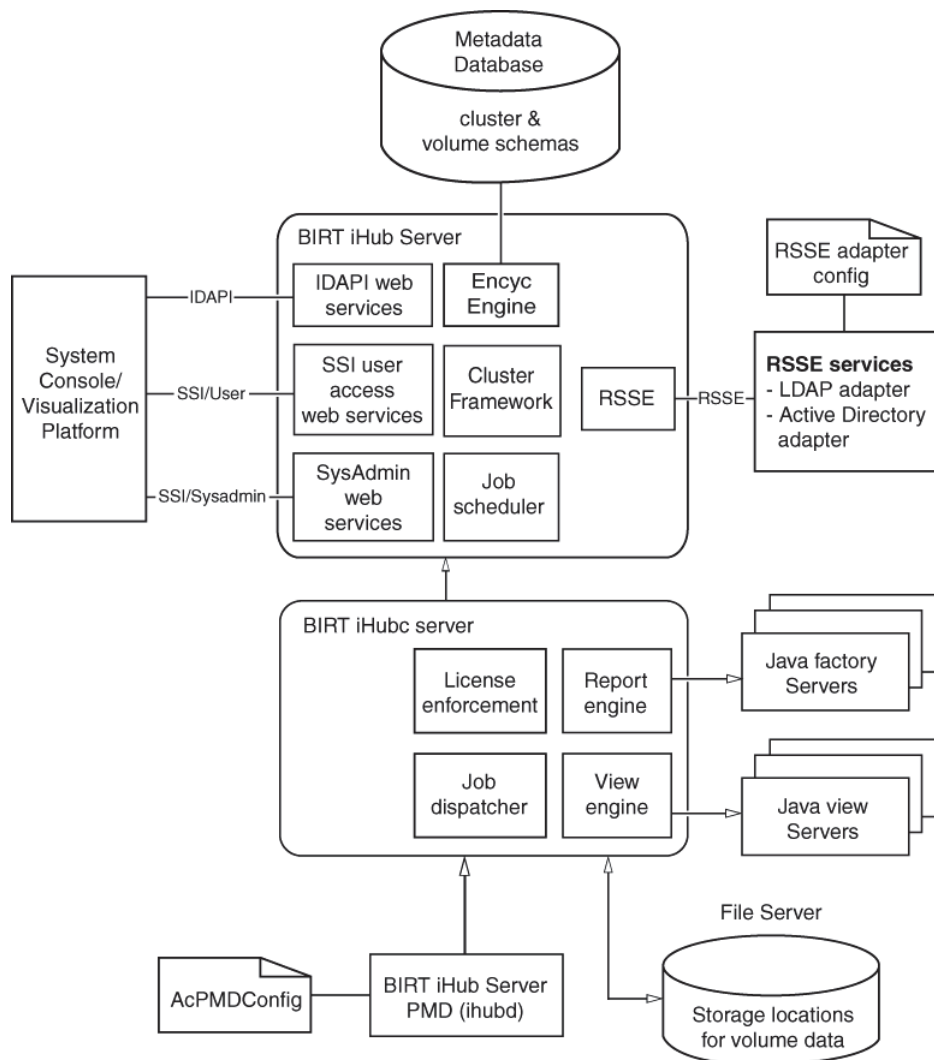 Metadata
Database
cluster &
volume schemas
BIRT iHub Server
IDAPI web
services
Encyc
Engine
SSI user
access
web services
Cluster
Framework
SysAdmin
web
services
Job
scheduler
RSSE
System
Console/
Visualization
Platform
IDAPI
SSI/User
SSI/Sysadmin
RSSE
RSSE adapter
config
RSSE services
- LDAP adapter
- Active Directory
adapter
BIRT iHubc server
License
enforcement
Report
engine
Job
dispatcher
View
engine
Java factory
Servers
Java view
Servers
File Server
Storage locations
for volume data
AcPMDConfig
BIRT iHub Server
PMD (ihubd)